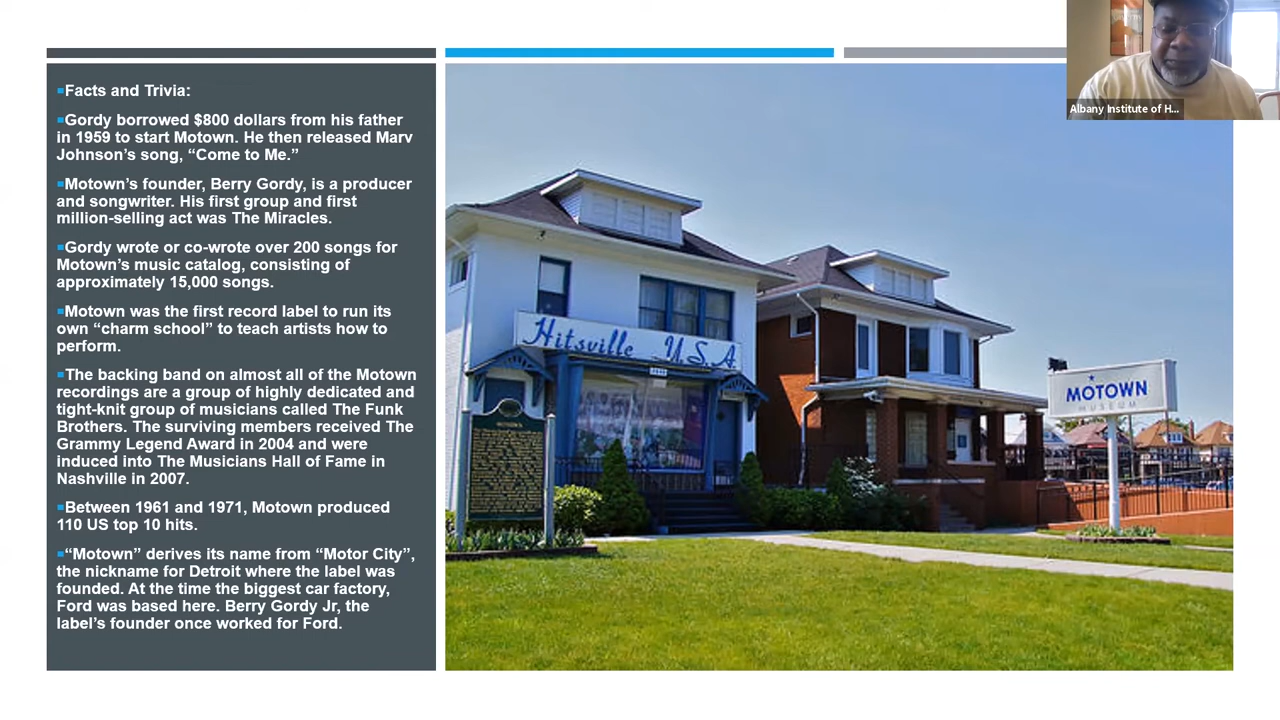 Facts and Trivia:
Gordy borrowed $800 dollars from his father
in 1959 to start Motown. He then released Marv
Johnson’s song, “Come to Me.”
Motown’s founder, Berry Gordy, is a producer
and songwriter. His first group and first
million-selling act was The Miracles.
Gordy wrote or co-wrote over 200 songs for
Motown’s music catalog, consisting of
approximately 15,000 songs.
Motown was the first record label to run its
own “charm school” to teach artists how to
perform.
The backing band on almost all of the Motown
recordings are a group of highly dedicated and
tight-knit group of musicians called The Funk
Brothers. The surviving members received The
Grammy Legend Award in 2004 and were
induced into The Musicians Hall of Fame in
Nashville in 2007.
Between 1961 and 1971, Motown produced
110 US top 10 hits.
“Motown” derives its name from “Motor City”,
the nickname for Detroit where the label was
founded. At the time the biggest car factory,
Ford was based here. Berry Gordy Jr, the
label’s founder once worked for Ford.
Hitsville U.S.A.
MOTOWN
MUSEUM
Albany Institute of H...